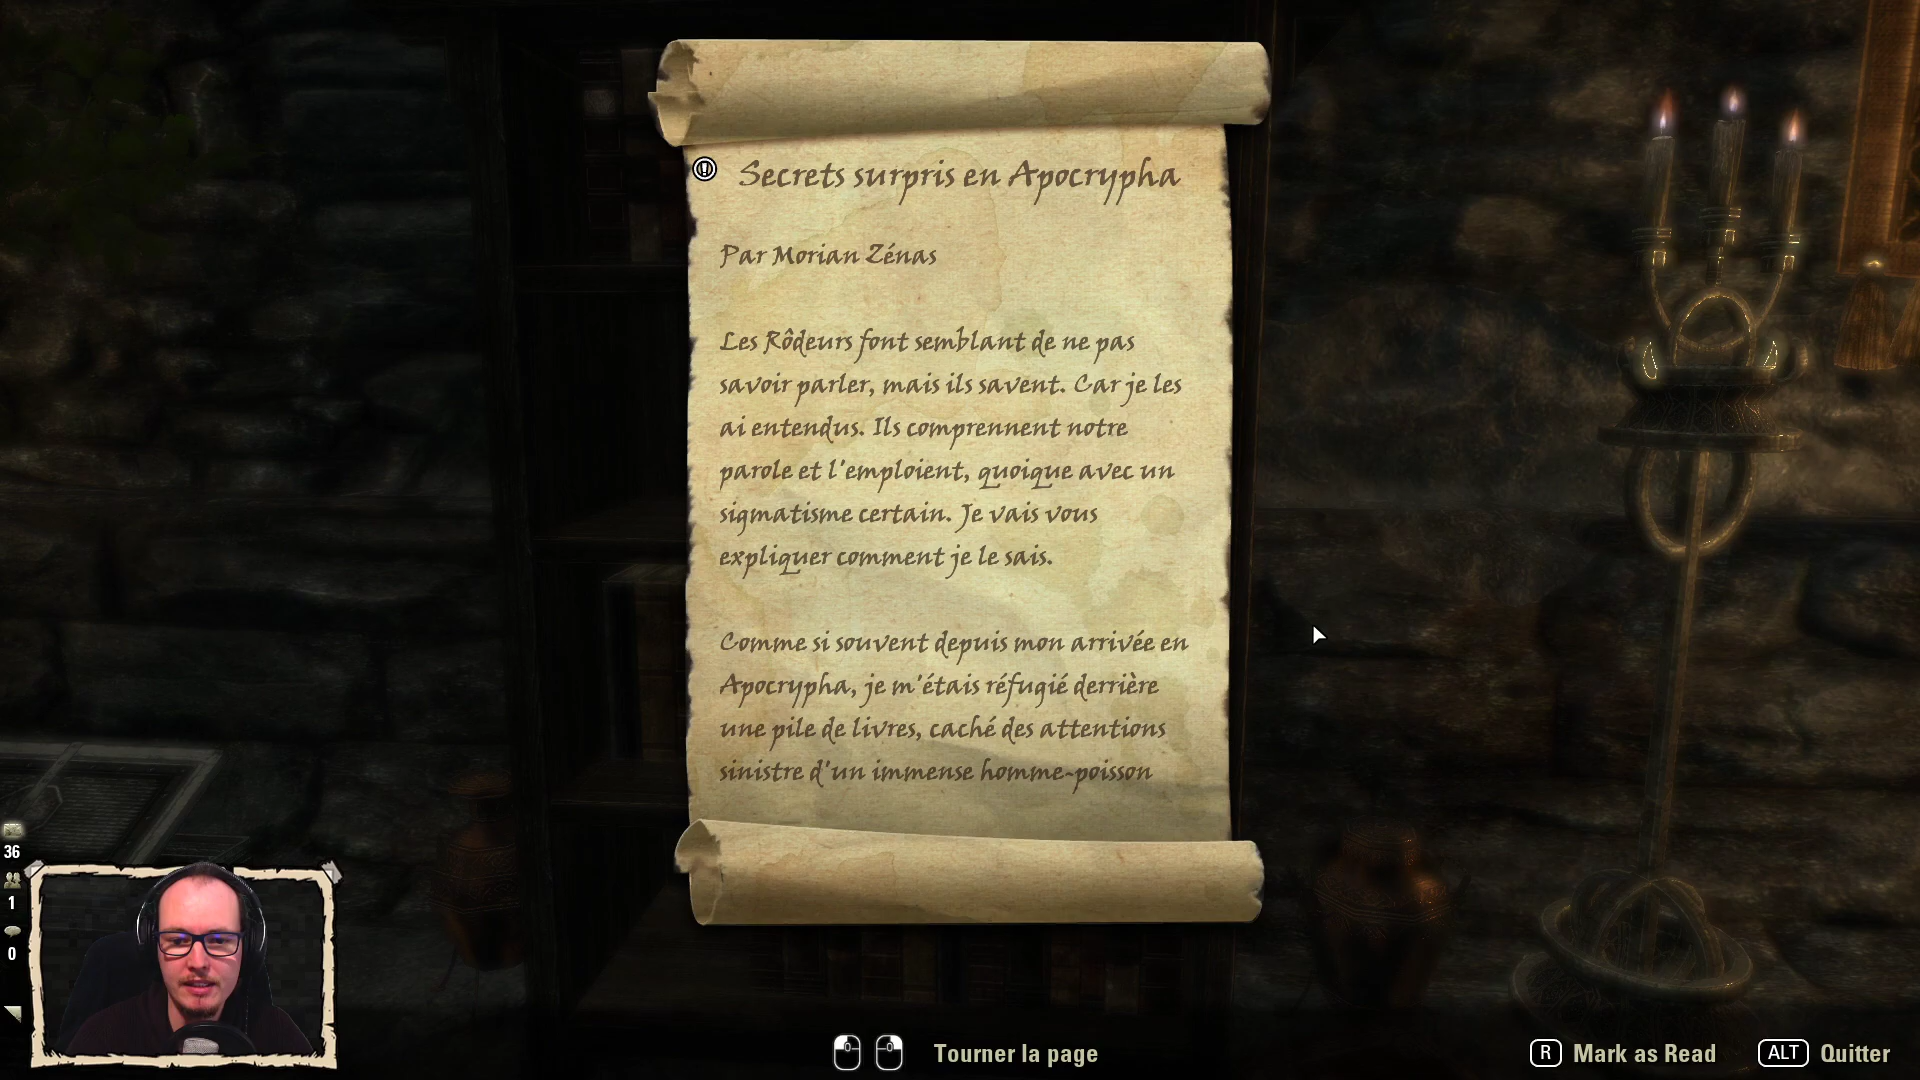 Secrets surpris en Apocrypha
Par Morian Zénas
Les Rôdeurs font semblant de ne pas
savoir parler, mais ils savent. Car je les
ai entendus. Ils comprennent notre
parole et l'emploient, quoique avec un
sigmatisme certain. Je vais vous
expliquer comment je le sais.
Comme si souvent depuis mon arrivée en
Apocrypha, je m'étais réfugié derrière
une pile de livres, caché des attentions
sinistre d'un immense homme-poisson
36
1
0
Tourner la page
R Mark as Read
ALT Quitter